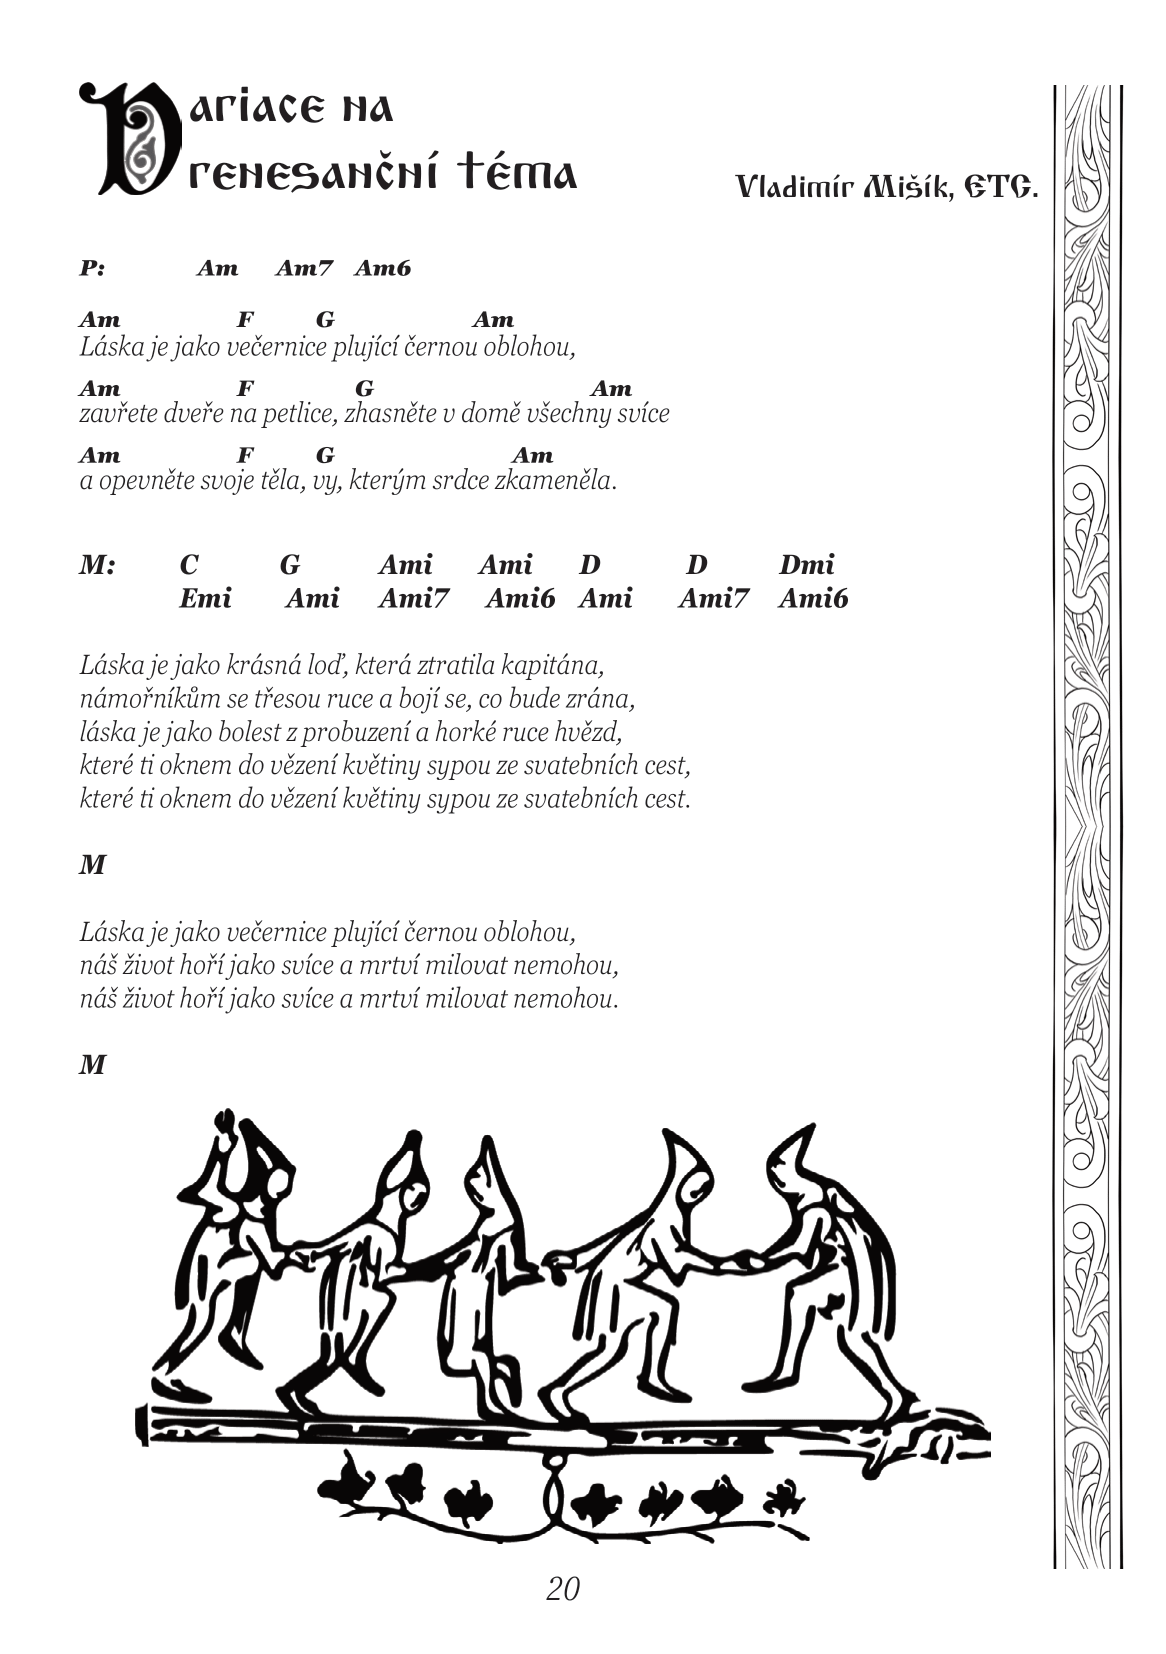 Variace na
renesanční téma
Vladimír Mišík, ETC.
P: Am Am7 Am6
Am F G Am
Láska je jako večernice plující černou oblohou,
Am F G Am
zavřete dveře na petlice, zhasněte v domě všechny svíce
Am F G Am
a opevněte svoje těla, vy, kterým srdce zkameněla.
M: C G Ami Ami D D Dmi
Emi Ami Ami7 Ami6 Ami Ami7 Ami6
Láska je jako krásná loď, která ztratila kapitána,
námořníkům se třesou ruce a bojí se, co bude zrána,
láska je jako bolest z probuzení a horké ruce hvězd,
které ti oknem do vězení květiny sypou ze svatebních cest,
které ti oknem do vězení květiny sypou ze svatebních cest.
M
Láska je jako večernice plující černou oblohou,
náš život hoří jako svíce a mrtví milovat nemohou,
náš život hoří jako svíce a mrtví milovat nemohou.
M
20